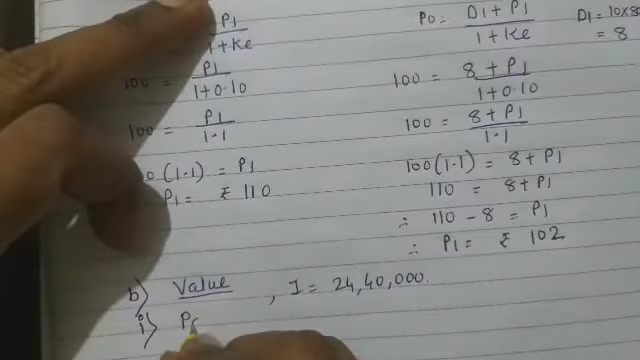 P1
1+Ke
100 = P1
1+0.10
100 = P1
1.1
0(1.1) = P1
P1 = ₹ 110
P0 = D1 + P1
1+Ke
D1 = 10×80
= 8
100 = 8 + P1
1+0.10
100 = 8 + P1
1.1
100(1.1) = 8 + P1
110 = 8 + P1
∴ 110 - 8 = P1
∴ P1 = ₹ 102
b) Value , I = 24,40,000.
i)